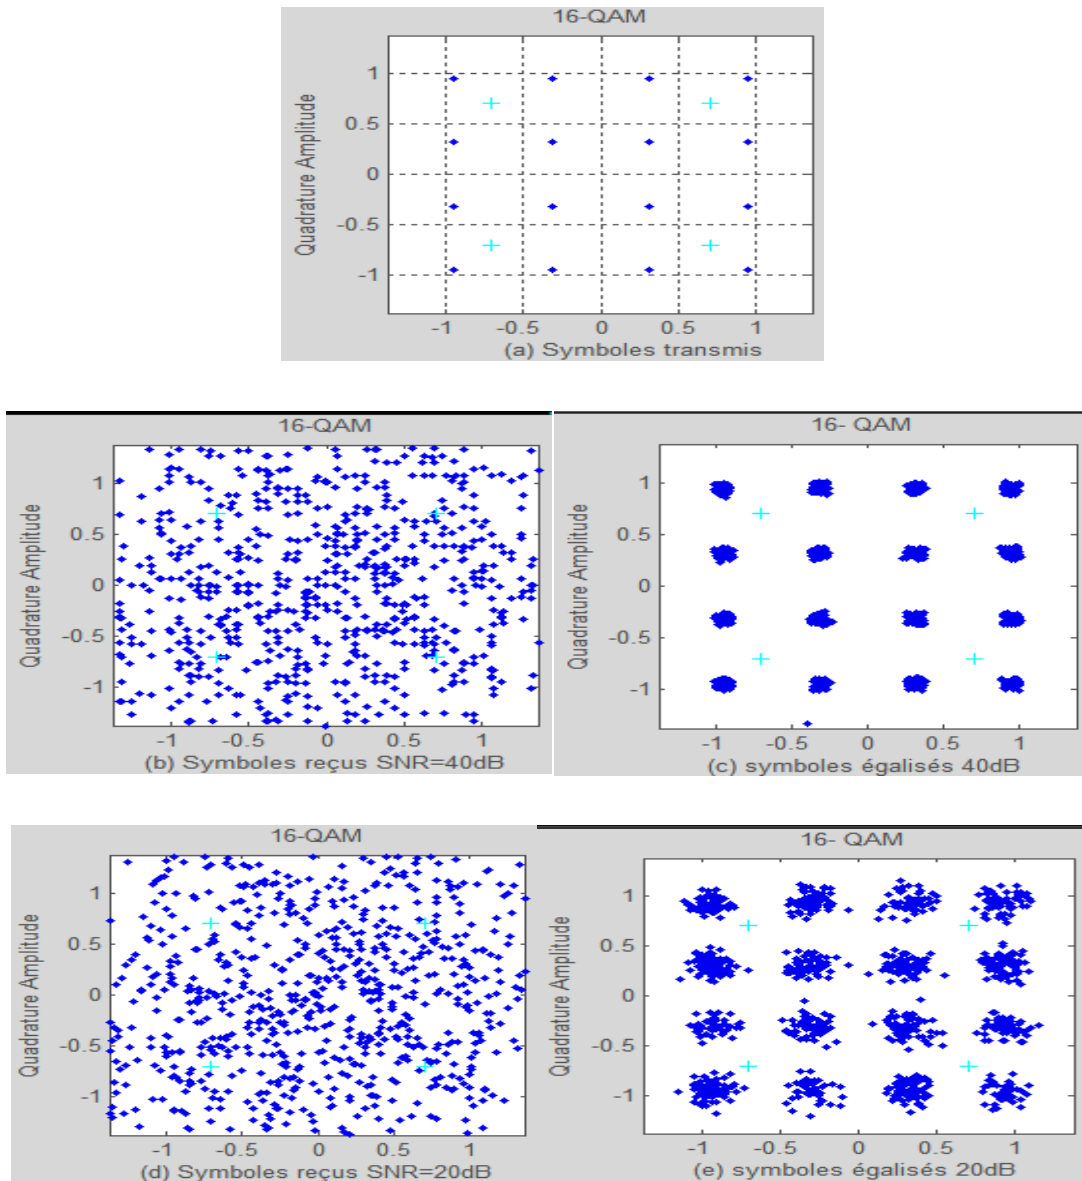 16-QAM
Quadrature Amplitude
1
0.5
0
-0.5
-1
-1 -0.5 0 0.5 1
(a) Symboles transmis
16-QAM
Quadrature Amplitude
1
0.5
0
-0.5
-1
-1 -0.5 0 0.5 1
(b) Symboles reçus SNR=40dB
16- QAM
Quadrature Amplitude
1
0.5
0
-0.5
-1
-1 -0.5 0 0.5 1
(c) symboles égalisés 40dB
16-QAM
Quadrature Amplitude
1
0.5
0
-0.5
-1
-1 -0.5 0 0.5 1
(d) Symboles reçus SNR=20dB
16- QAM
Quadrature Amplitude
1
0.5
0
-0.5
-1
-1 -0.5 0 0.5 1
(e) symboles égalisés 20dB